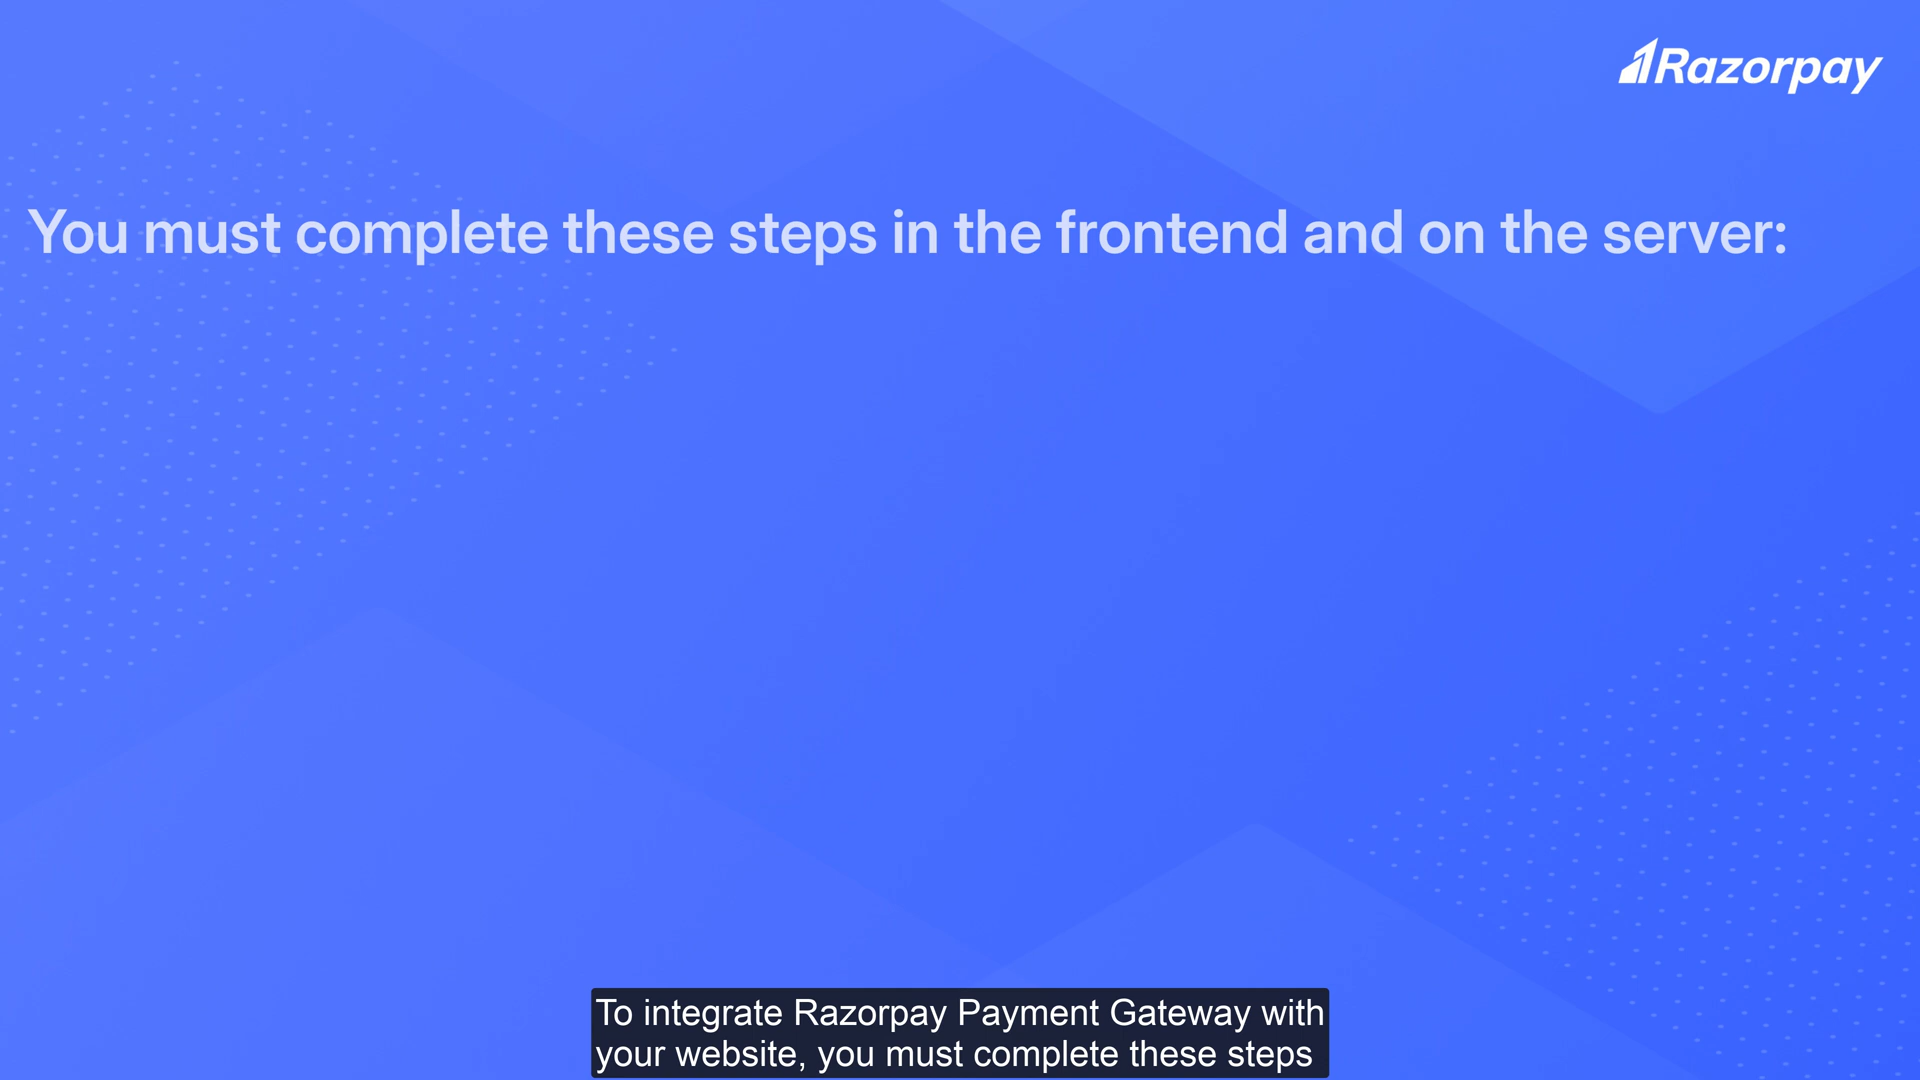 Razorpay
You must complete these steps in the frontend and on the server:
To integrate Razorpay Payment Gateway with
your website, you must complete these steps